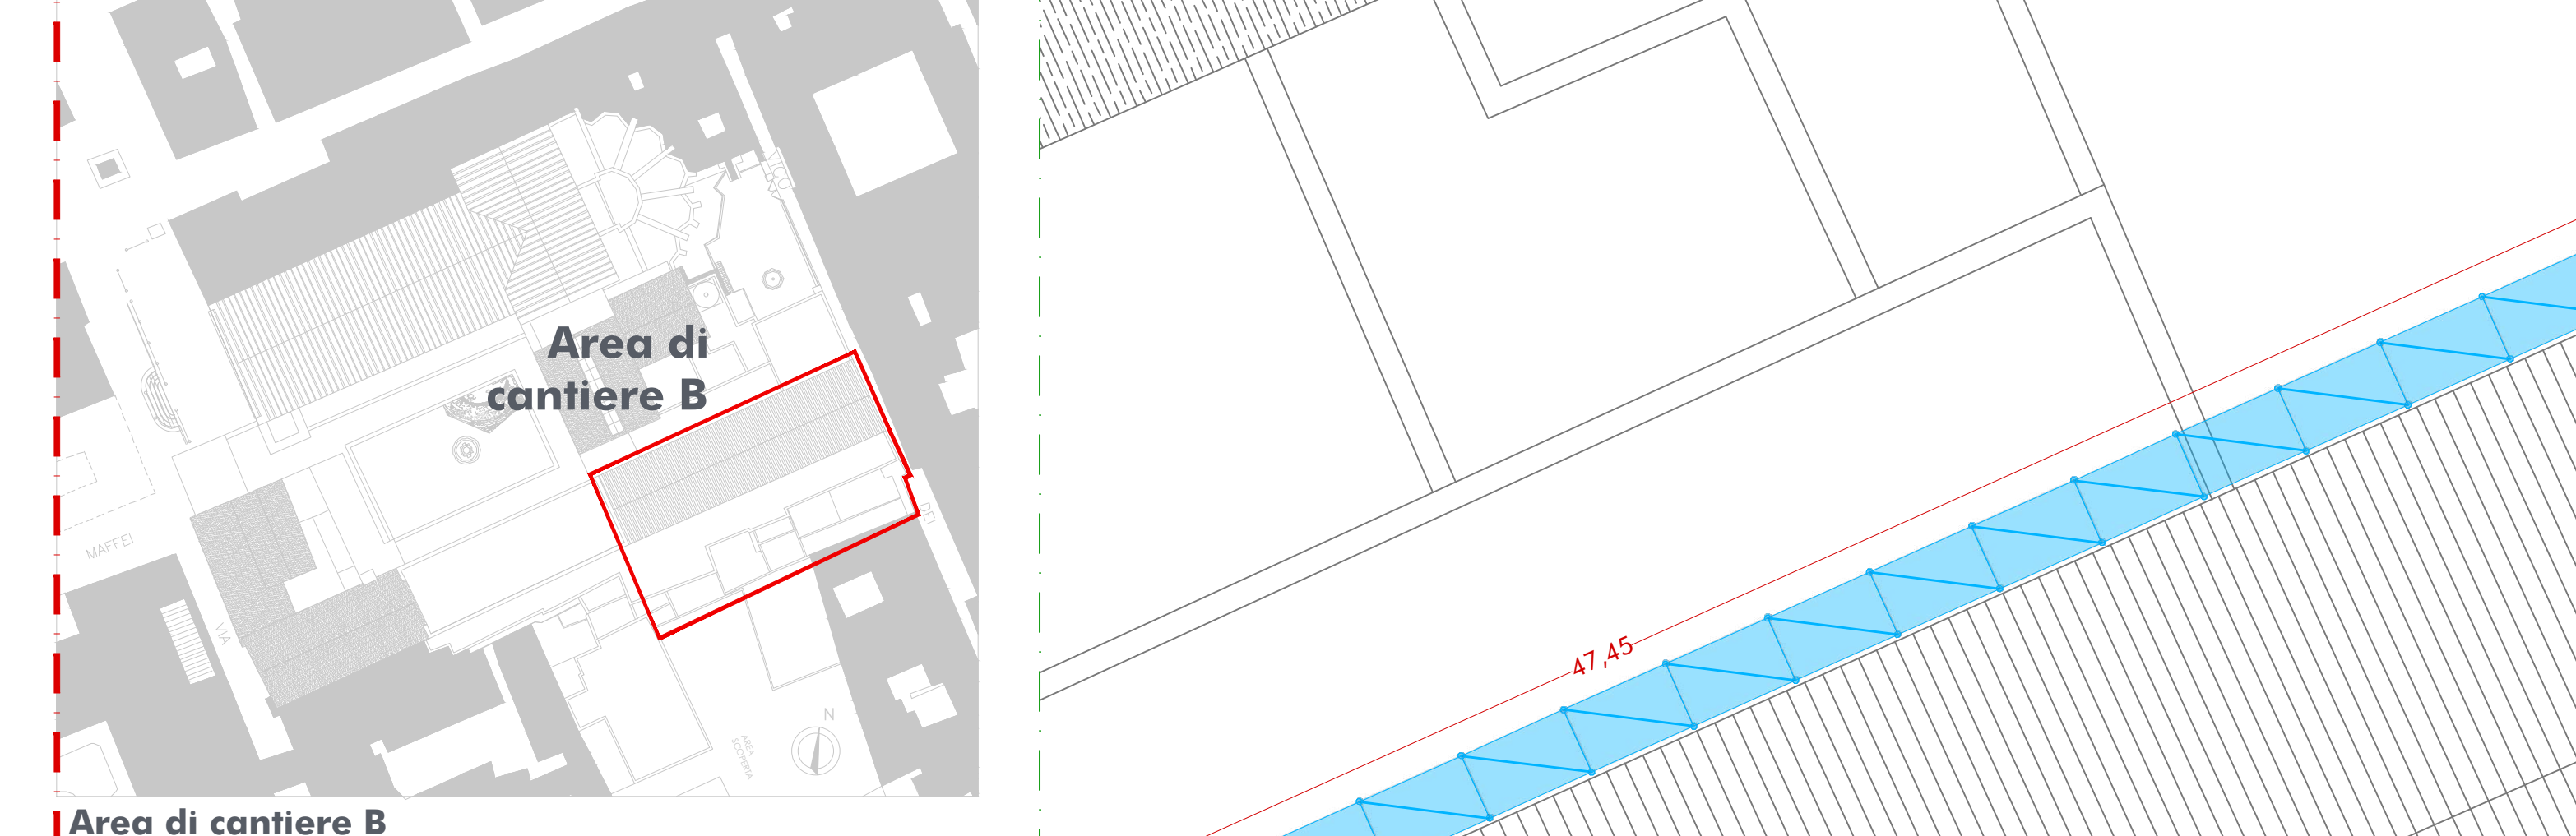 Area di
cantiere B
MAFFEI
VIA
DEI
AREA
SCOPERTA
N
Area di cantiere B
47,45